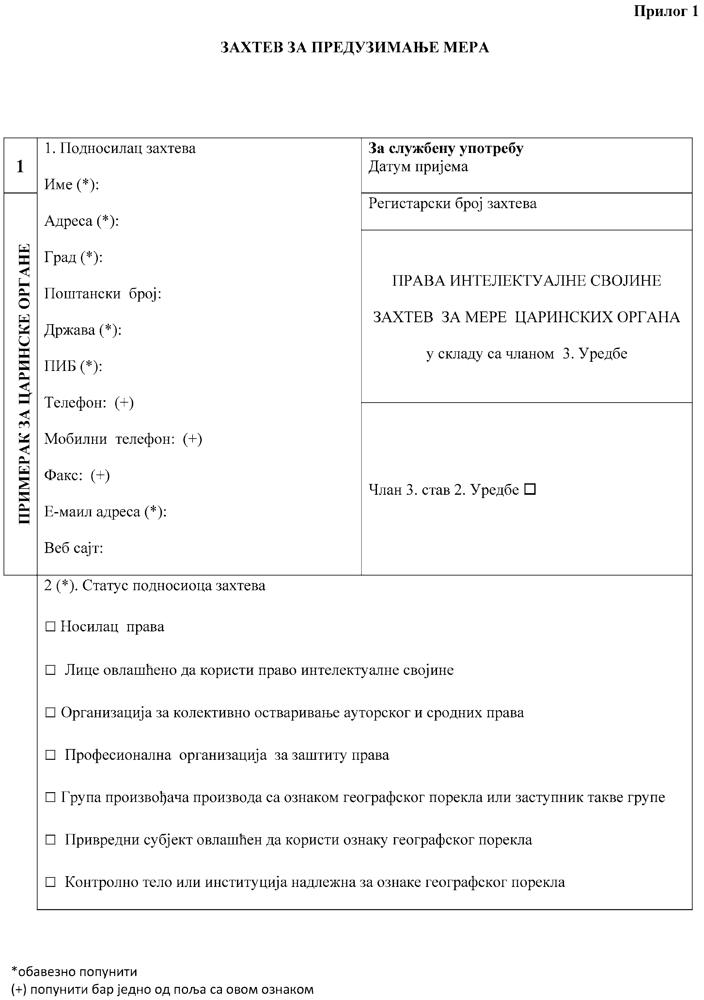 Прилог 1
ЗАХТЕВ ЗА ПРЕДУЗИМАЊЕ МЕРА
1
ПРИМЕРАК ЗА ЦАРИНСКЕ ОРГАНЕ
1. Подносилац захтева
Име (*):
Адреса (*):
Град (*):
Поштански број:
Држава (*):
ПИБ (*):
Телефон: (+)
Мобилни телефон: (+)
Факс: (+)
Е-маил адреса (*):
Веб сајт:
За службену употребу
Датум пријема
Регистарски број захтева
ПРАВА ИНТЕЛЕКТУАЛНЕ СВОЈИНЕ
ЗАХТЕВ ЗА МЕРЕ ЦАРИНСКИХ ОРГАНА
у складу са чланом 3. Уредбе
Члан 3. став 2. Уредбе ☐
2 (*). Статус подносиоца захтева
☐ Носилац права
☐ Лице овлашћено да користи право интелектуалне својине
☐ Организација за колективно остваривање ауторског и сродних права
☐ Професионална организација за заштиту права
☐ Група произвођача производа са ознаком географског порекла или заступник такве групе
☐ Привредни субјект овлашћен да користи ознаку географског порекла
☐ Контролно тело или институција надлежна за ознаке географског порекла
*обавезно попунити
(+) попунити бар једно од поља са овом ознаком